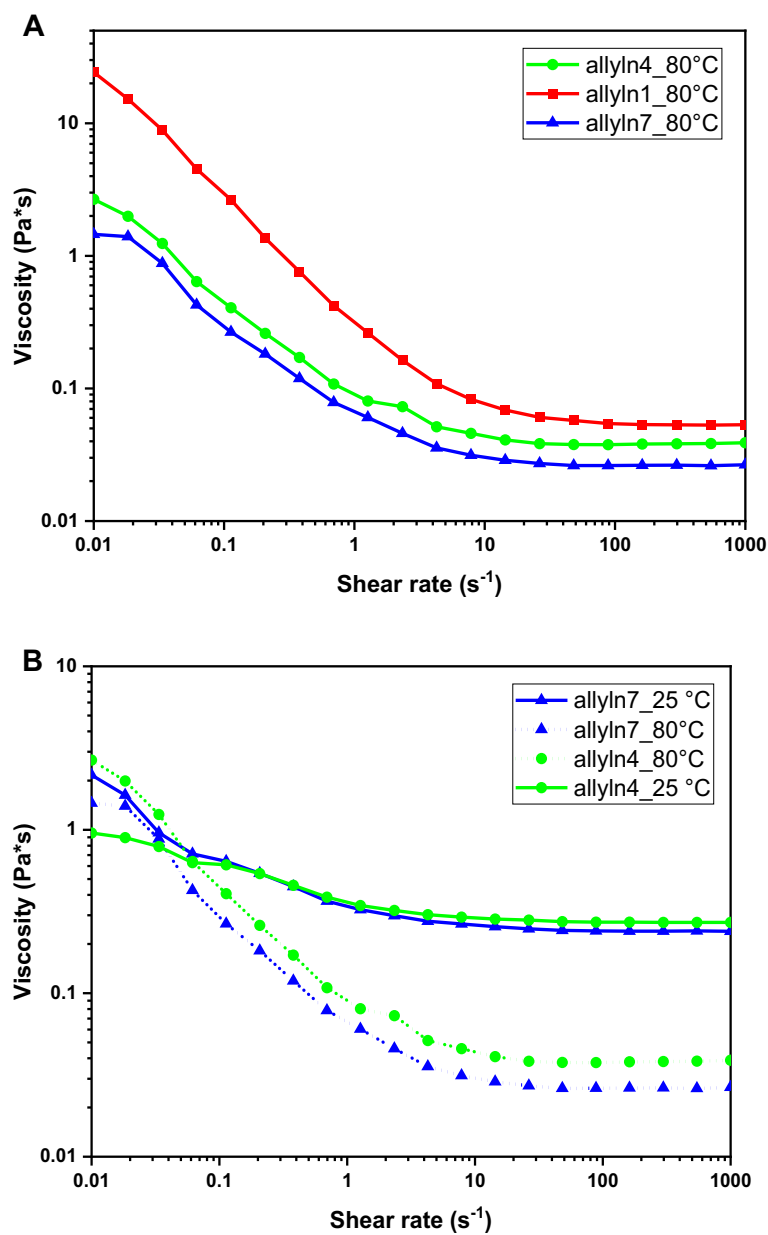 A
allyln4_80°C
allyln1_80°C
allyln7_80°C
10
1
0.1
0.01
Viscosity (Pa*s)
0.01 0.1 1 10 100 1000
Shear rate (s⁻¹)
B
allyln7_25 °C
allyln7_80°C
allyln4_80°C
allyln4_25 °C
10
1
0.1
0.01
Viscosity (Pa*s)
0.01 0.1 1 10 100 1000
Shear rate (s⁻¹)